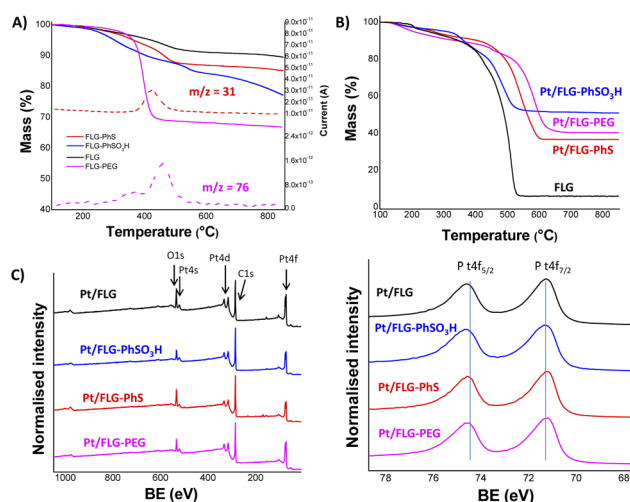 A)
Mass (%)
100
90
80
70
60
50
40
200
400
600
800
Temperature (°C)
9.0x10⁻¹¹
8.0x10⁻¹¹
7.0x10⁻¹¹
6.0x10⁻¹¹
5.0x10⁻¹¹
4.0x10⁻¹¹
3.0x10⁻¹¹
2.0x10⁻¹¹
1.0x10⁻¹¹
2.4x10⁻¹²
1.6x10⁻¹²
8.0x10⁻¹³
0.0
Current (A)
m/z = 31
FLG-PhS
FLG-PhSO₃H
FLG
FLG-PEG
m/z = 76
B)
Mass (%)
100
80
60
40
20
0
100
200
300
400
500
600
700
800
900
Temperature (°C)
Pt/FLG-PhSO₃H
Pt/FLG-PEG
Pt/FLG-PhS
FLG
C)
Normalised intensity
O1s
Pt4s
Pt4d
C1s
Pt4f
Pt/FLG
Pt/FLG-PhSO₃H
Pt/FLG-PhS
Pt/FLG-PEG
1000
800
600
400
200
0
BE (eV)
Normalised intensity
P t4f₅/₂
P t4f₇/₂
Pt/FLG
Pt/FLG-PhSO₃H
Pt/FLG-PhS
Pt/FLG-PEG
78
76
74
72
70
68
BE (eV)